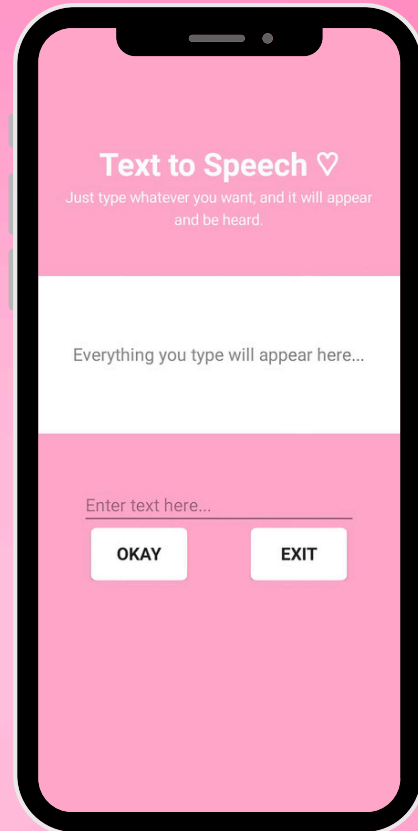 Text to Speech ♡
Just type whatever you want, and it will appear
and be heard.
Everything you type will appear here...
Enter text here...
OKAY EXIT